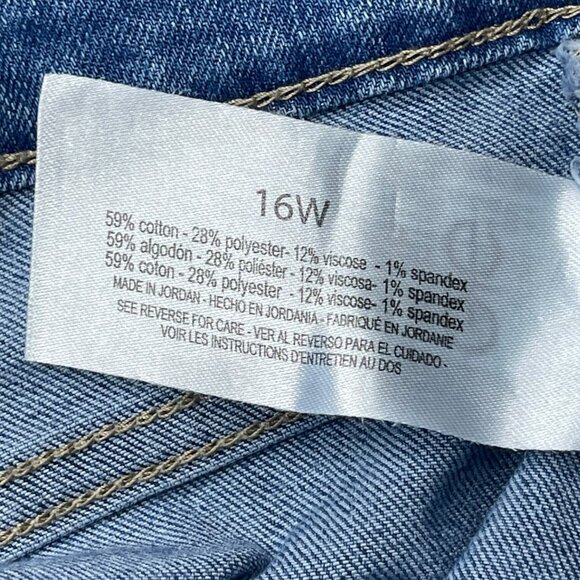 16W
59% cotton - 28% polyester- 12% viscose - 1% spandex
59% algodón - 28% poliéster - 12% viscosa- 1% spandex
59% coton - 28% polyester - 12% viscose- 1% spandex
MADE IN JORDAN - HECHO EN JORDANIA - FABRIQUÉ EN JORDANIE
SEE REVERSE FOR CARE - VER AL REVERSO PARA EL CUIDADO -
VOIR LES INSTRUCTIONS D'ENTRETIEN AU DOS